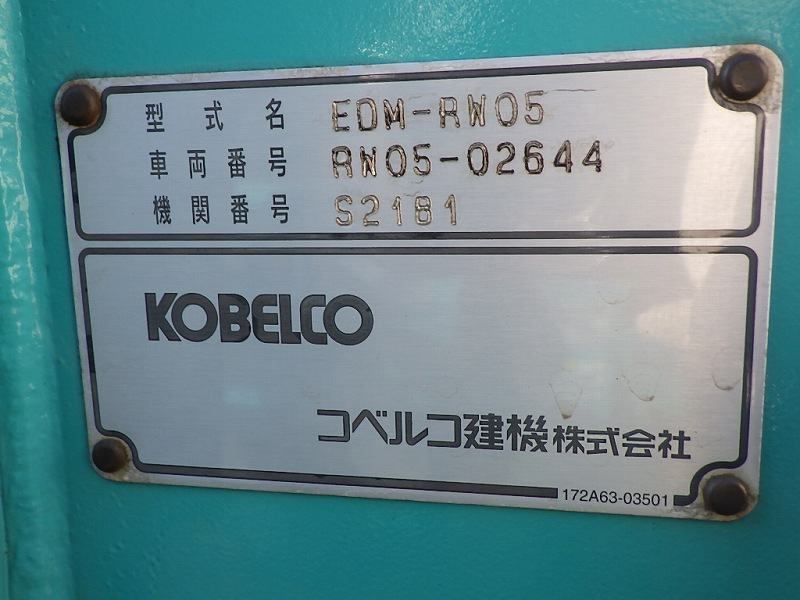 型式名 EDM-RW05
車両番号 RW05-02644
機関番号 S2181
KOBELCO
コベルコ建機株式会社
172A63-03501